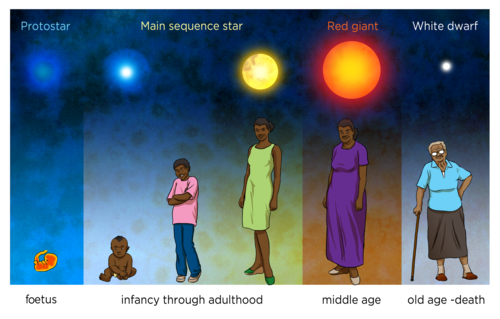 Protostar
Main sequence star
Red giant
White dwarf
foetus
infancy through adulthood
middle age
old age -death